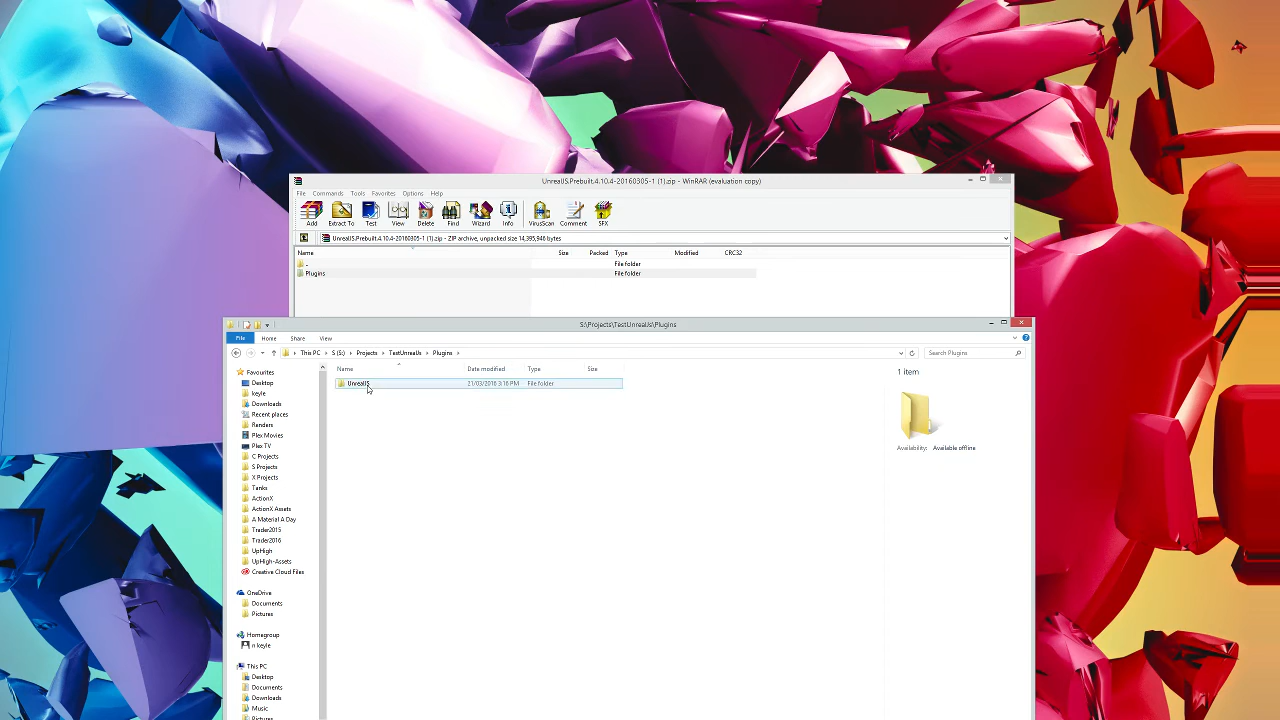 UnrealJS.Prebuilt.4.10.4-20160305-1 (1).zip - WinRAR (evaluation copy)
File Commands Tools Favorites Options Help
Add Extract To Test View Delete Find Wizard Info VirusScan Comment SFX
UnrealJS.Prebuilt.4.10.4-20160305-1 (1).zip - ZIP archive, unpacked size 14,395,946 bytes
Name Size Packed Type Modified CRC32
.. File folder
Plugins File folder
S:\Projects\TestUnrealJs\Plugins
File Home Share View
This PC S (S:) Projects TestUnrealJs Plugins Search Plugins
Name Date modified Type Size
UnrealJS 21/03/2016 3:16 PM File folder
1 item
Availability: Available offline
Favourites
Desktop
keyle
Downloads
Recent places
Renders
Plex Movies
Plex TV
C Projects
S Projects
X Projects
Tanks
ActionX
ActionX Assets
A Material A Day
Trader2015
Trader2016
UpHigh
UpHigh-Assets
Creative Cloud Files
OneDrive
Documents
Pictures
Homegroup
n keyle
This PC
Desktop
Documents
Downloads
Music
Pictures